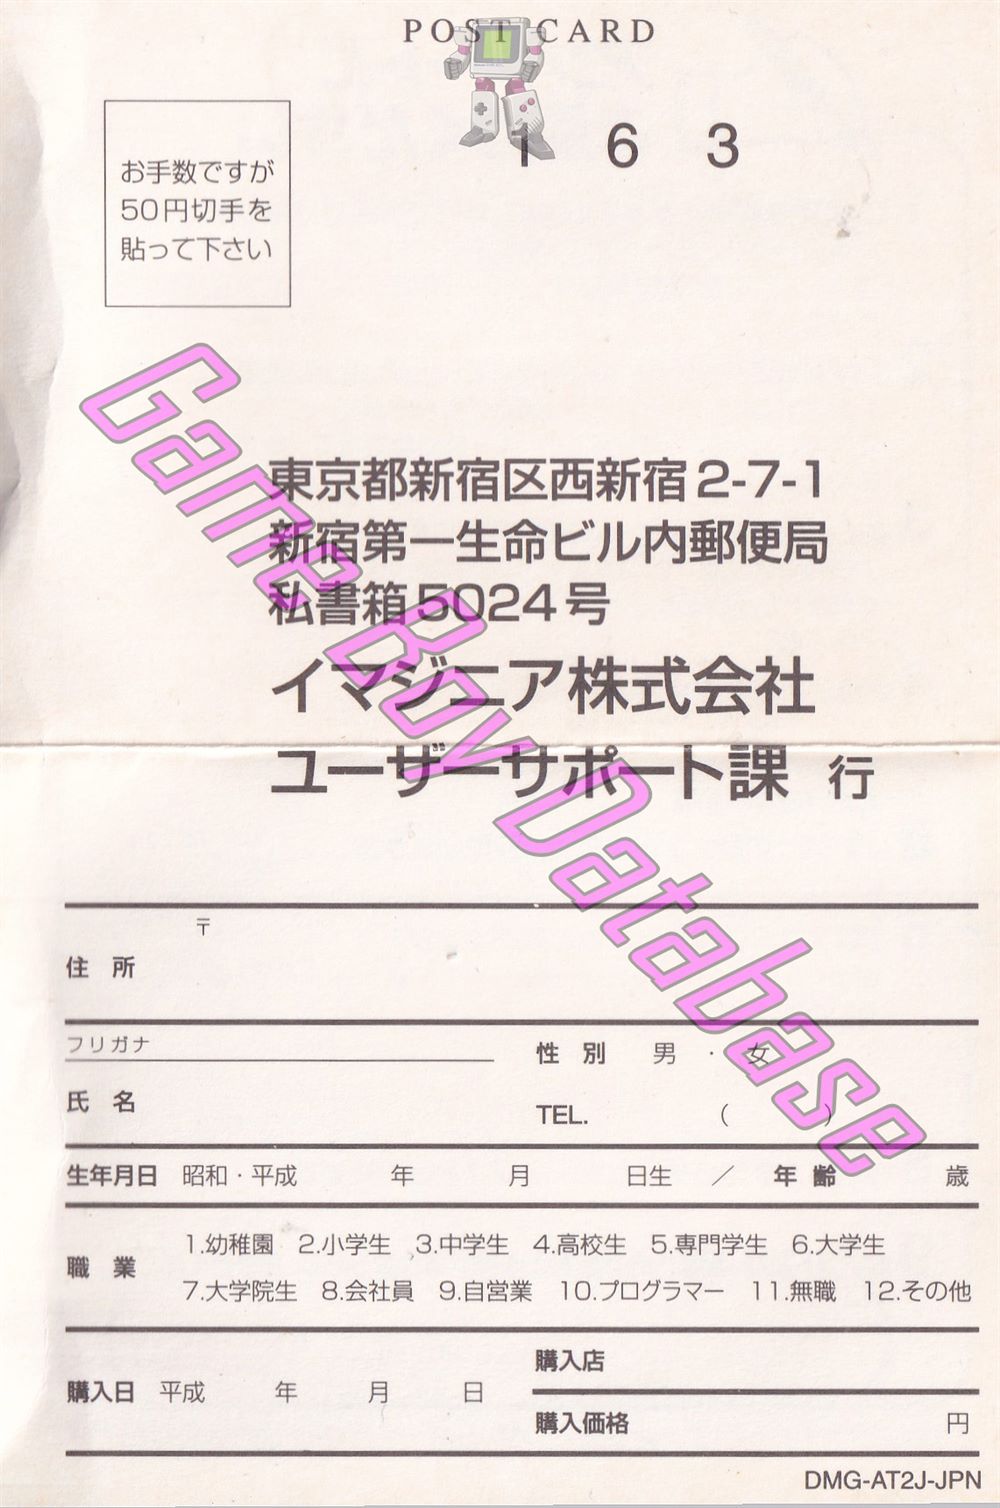 POST CARD
1 6 3
お手数ですが
50円切手を
貼って下さい
東京都新宿区西新宿2-7-1
新宿第一生命ビル内郵便局
私書箱5024号
イマジニア株式会社
ユーザーサポート課 行
Game Boy Database
〒
住 所
フリガナ
氏 名
性 別 男 ・ 女
TEL. ( )
生年月日 昭和・平成 年 月 日生 ／ 年 齢 歳
職 業
1.幼稚園 2.小学生 3.中学生 4.高校生 5.専門学生 6.大学生
7.大学院生 8.会社員 9.自営業 10.プログラマー 11.無職 12.その他
購入日 平成 年 月 日
購入店
購入価格 円
DMG-AT2J-JPN